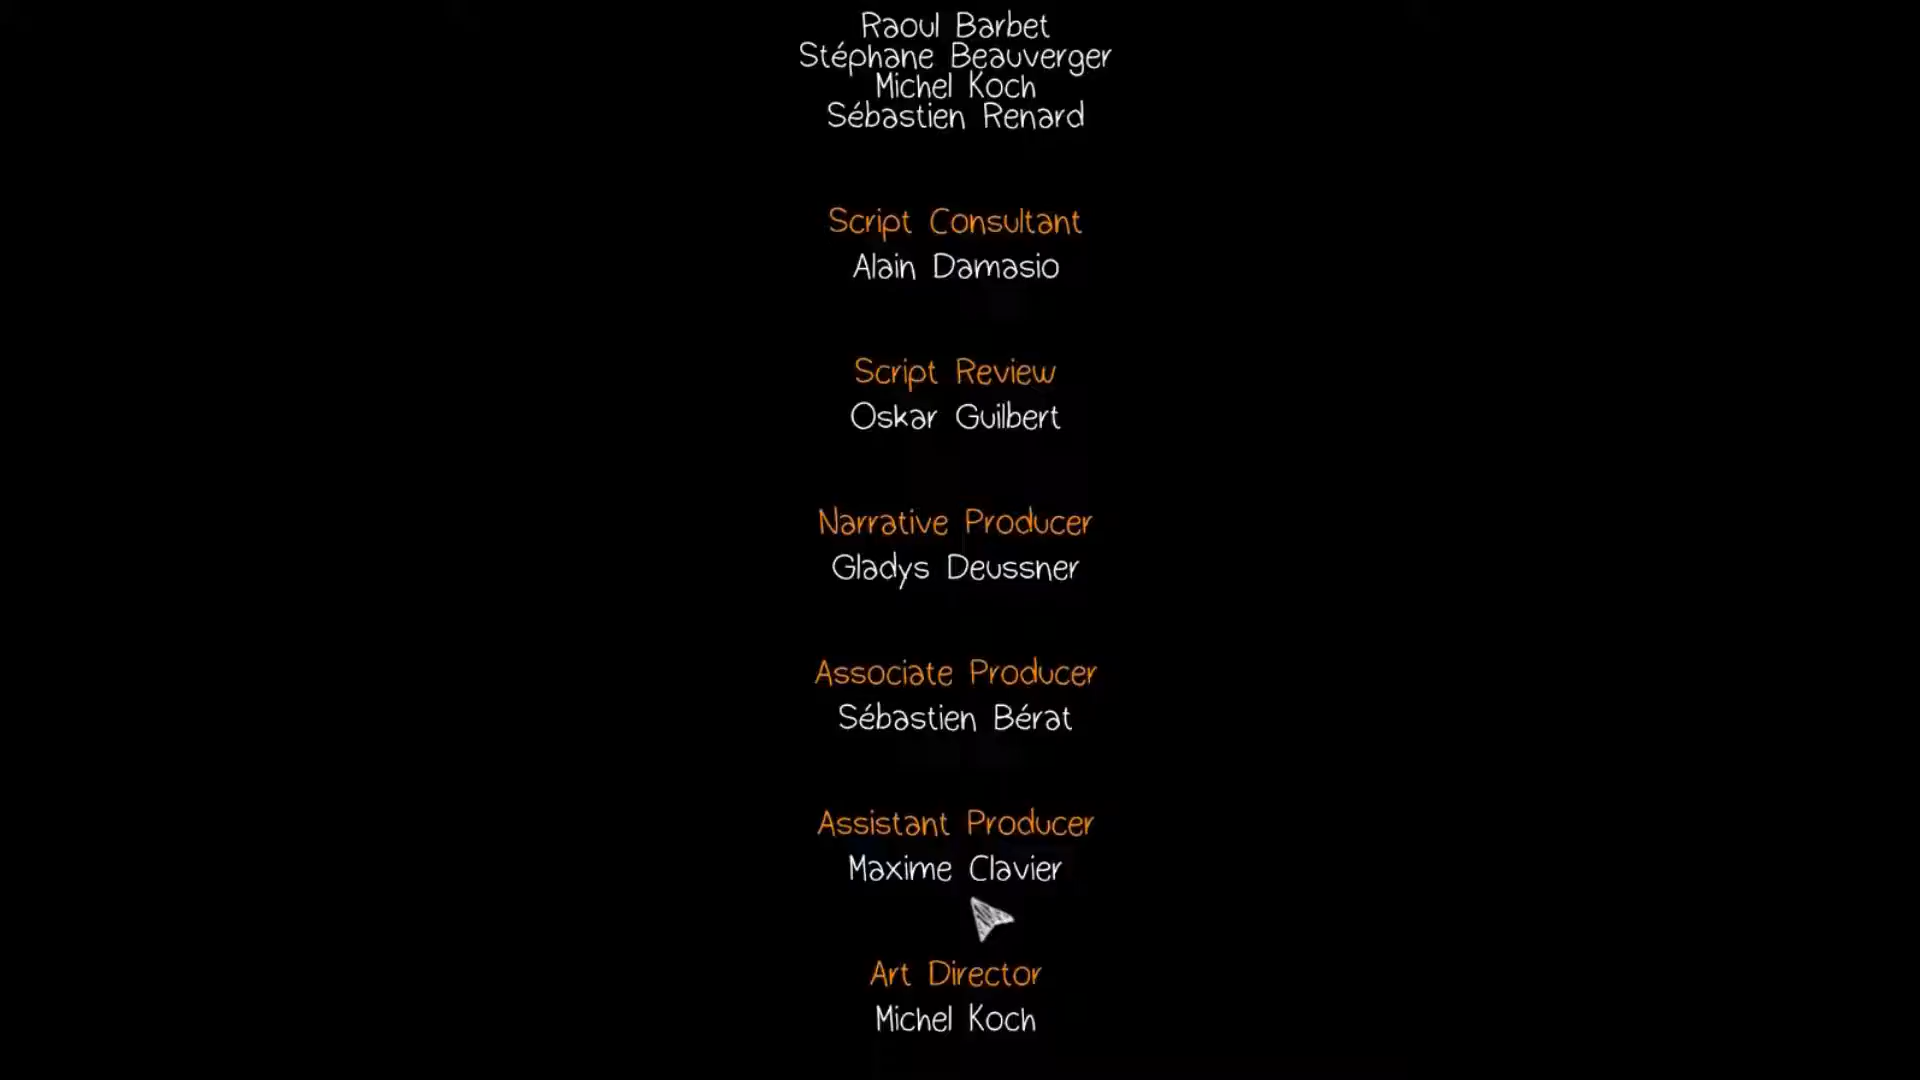 Raoul Barbet
Stéphane Beauverger
Michel Koch
Sébastien Renard
Script Consultant
Alain Damasio
Script Review
Oskar Guilbert
Narrative Producer
Gladys Deussner
Associate Producer
Sébastien Bérat
Assistant Producer
Maxime Clavier
Art Director
Michel Koch